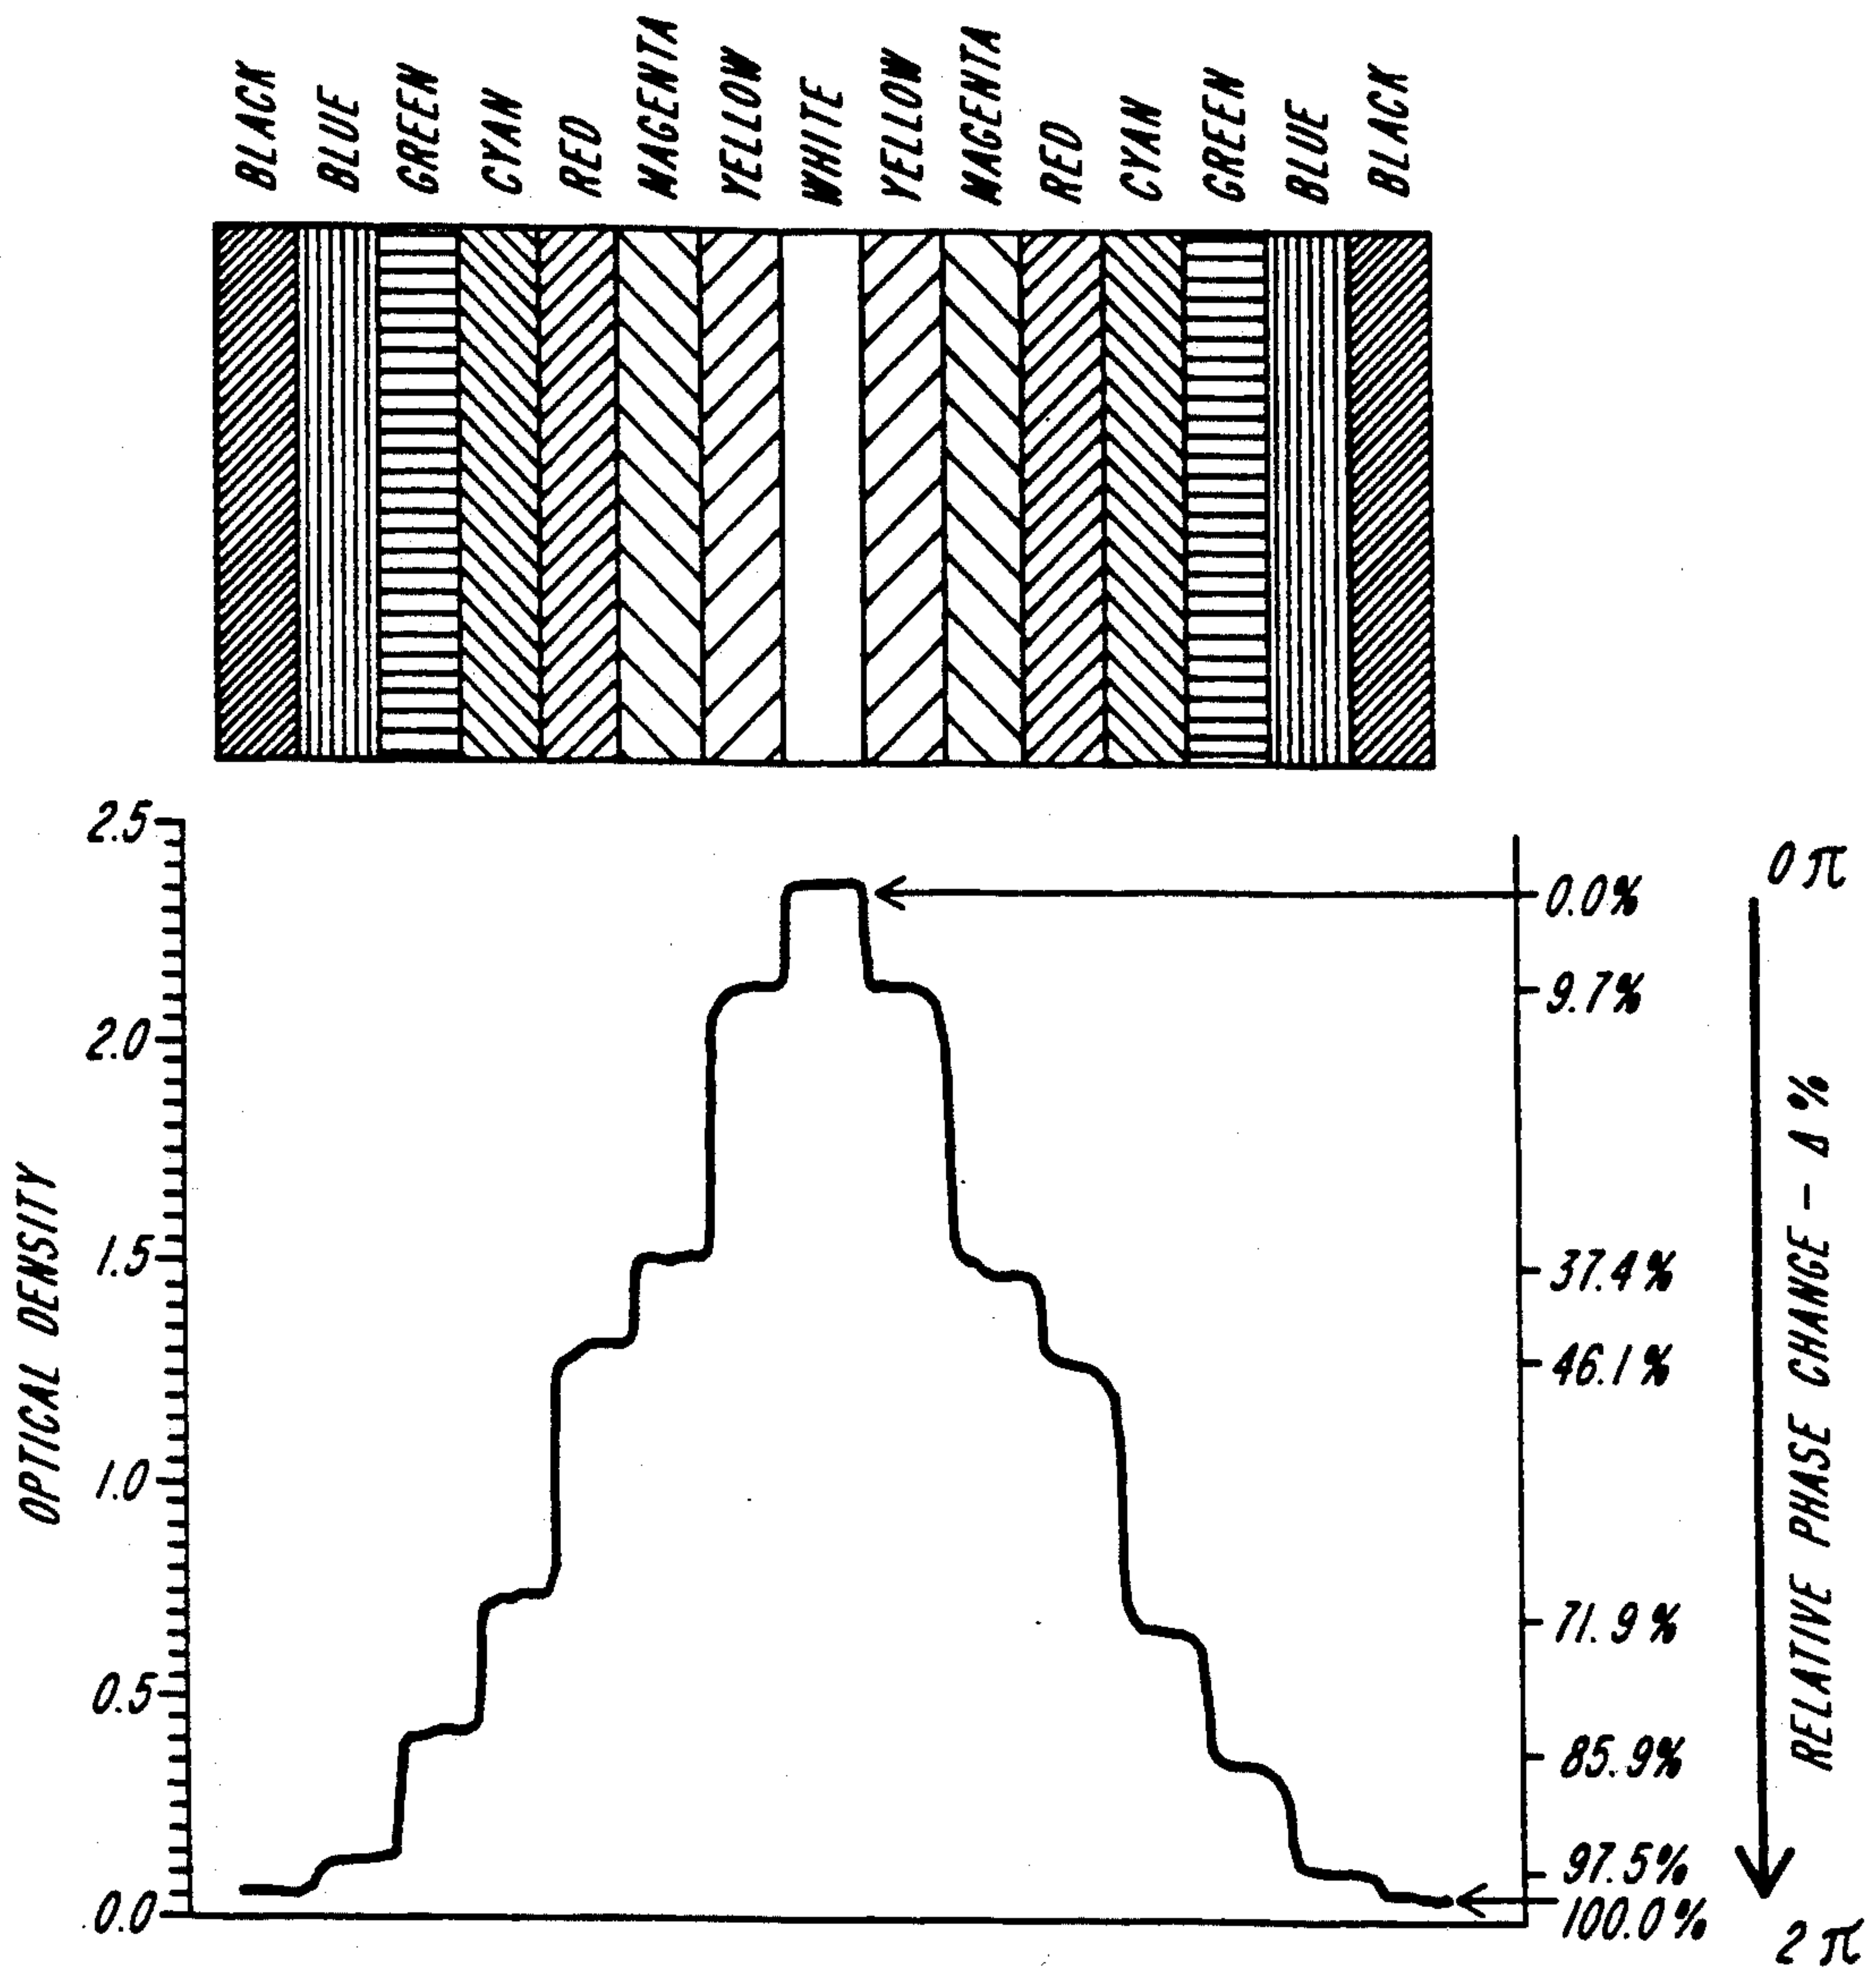 BLACK
BLUE
GREEN
CYAN
RED
MAGENTA
YELLOW
WHITE
YELLOW
MAGENTA
RED
CYAN
GREEN
BLUE
BLACK
2.5
2.0
1.5
1.0
0.5
0.0
OPTICAL DENSITY
0.0%
9.7%
37.4%
46.1%
71.9%
85.9%
97.5%
100.0%
0 π
RELATIVE PHASE CHANGE - Δ %
2 π